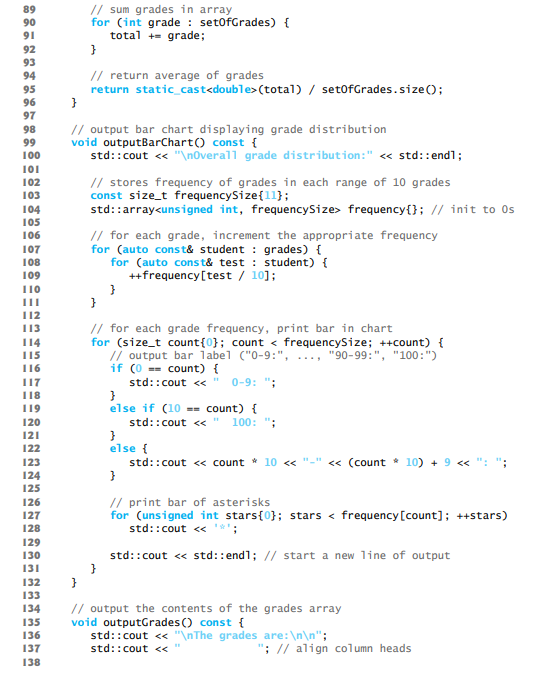 89 // sum grades in array
90 for (int grade : setOfGrades) {
91 total += grade;
92 }
93
94 // return average of grades
95 return static_cast<double>(total) / setOfGrades.size();
96 }
97
98 // output bar chart displaying grade distribution
99 void outputBarChart() const {
100 std::cout << "\nOverall grade distribution:" << std::endl;
101
102 // stores frequency of grades in each range of 10 grades
103 const size_t frequencySize{11};
104 std::array<unsigned int, frequencySize> frequency{}; // init to 0s
105
106 // for each grade, increment the appropriate frequency
107 for (auto const& student : grades) {
108 for (auto const& test : student) {
109 ++frequency[test / 10];
110 }
111 }
112
113 // for each grade frequency, print bar in chart
114 for (size_t count{0}; count < frequencySize; ++count) {
115 // output bar label ("0-9:", ..., "90-99:", "100:")
116 if (0 == count) {
117 std::cout << "  0-9: ";
118 }
119 else if (10 == count) {
120 std::cout << "  100: ";
121 }
122 else {
123 std::cout << count * 10 << "-" << (count * 10) + 9 << ": ";
124 }
125
126 // print bar of asterisks
127 for (unsigned int stars{0}; stars < frequency[count]; ++stars)
128 std::cout << '*';
129
130 std::cout << std::endl; // start a new line of output
131 }
132 }
133
134 // output the contents of the grades array
135 void outputGrades() const {
136 std::cout << "\nThe grades are:\n\n";
137 std::cout << "            "; // align column heads
138